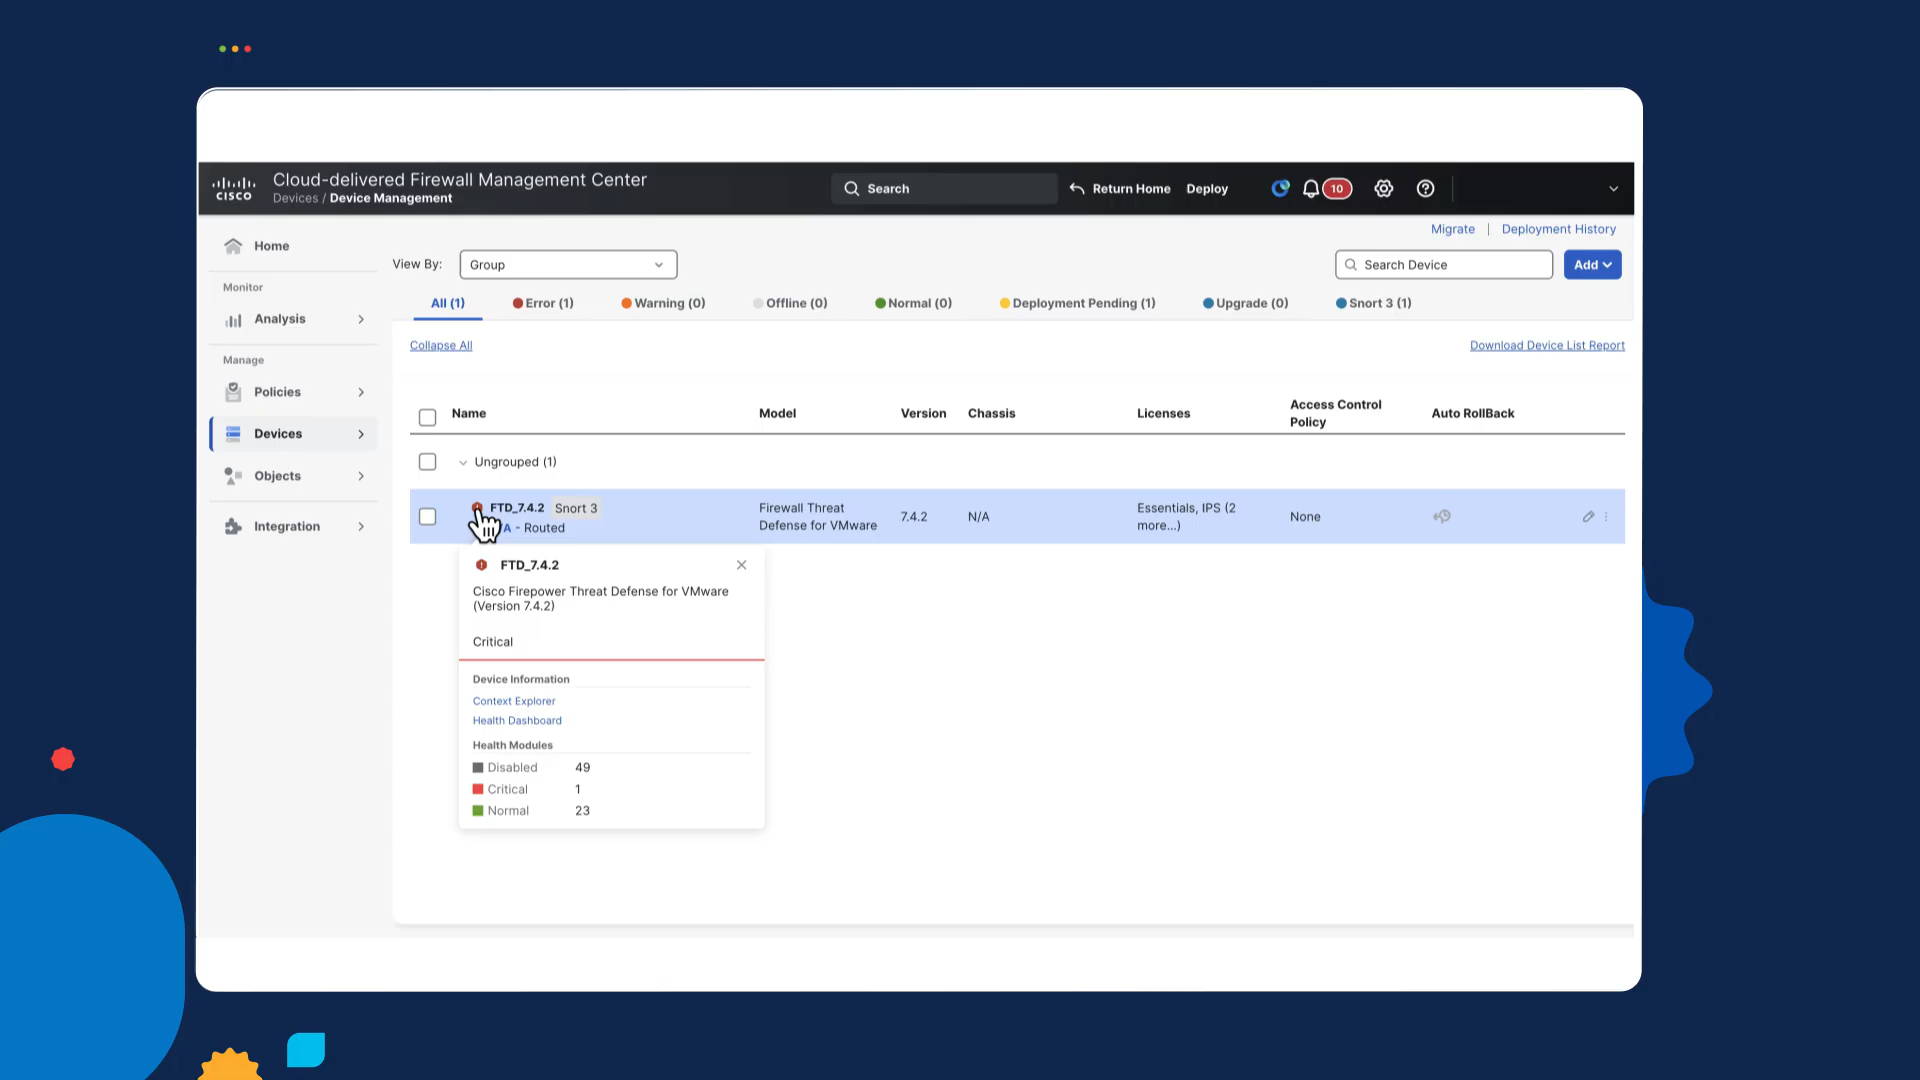 CISCO
Cloud-delivered Firewall Management Center
Devices / Device Management
Search
Return Home
Deploy
10
Migrate | Deployment History
Home
Monitor
Analysis
Manage
Policies
Devices
Objects
Integration
View By:
Group
Search Device
Add
All (1)
Error (1)
Warning (0)
Offline (0)
Normal (0)
Deployment Pending (1)
Upgrade (0)
Snort 3 (1)
Collapse All
Download Device List Report
Name
Model
Version
Chassis
Licenses
Access Control
Policy
Auto RollBack
Ungrouped (1)
FTD_7.4.2 Snort 3
A - Routed
Firewall Threat
Defense for VMware
7.4.2
N/A
Essentials, IPS (2
more...)
None
FTD_7.4.2
Cisco Firepower Threat Defense for VMware
(Version 7.4.2)
Critical
Device Information
Context Explorer
Health Dashboard
Health Modules
Disabled 49
Critical 1
Normal 23